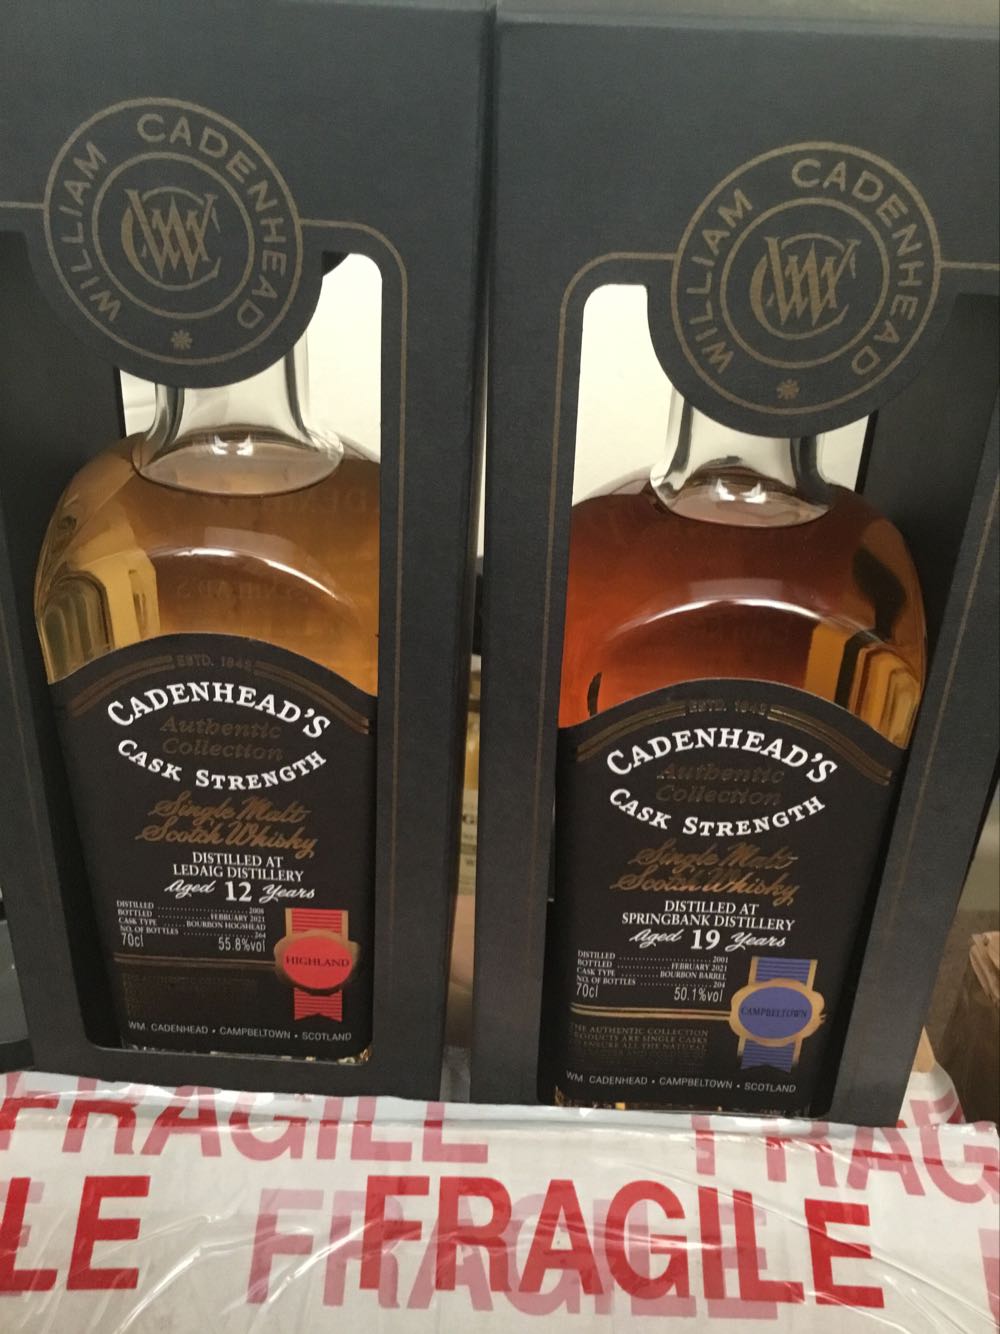 WILLIAM CADENHEAD
WC
ESTD. 1842
CADENHEAD'S
Authentic
Collection
CASK STRENGTH
Single Malt
Scotch Whisky
DISTILLED AT
LEDAIG DISTILLERY
Aged 12 Years
DISTILLED ........ 2008
BOTTLED ........ FEBRUARY 2021
CASK TYPE ........ BOURBON HOGSHEAD
NO. OF BOTTLES ........ 264
70cl 55.8%vol
HIGHLAND
WM. CADENHEAD • CAMPBELTOWN • SCOTLAND
WILLIAM CADENHEAD
WC
ESTD. 1842
CADENHEAD'S
Authentic
Collection
CASK STRENGTH
Single Malt
Scotch Whisky
DISTILLED AT
SPRINGBANK DISTILLERY
Aged 19 Years
DISTILLED ........ 2001
BOTTLED ........ FEBRUARY 2021
CASK TYPE ........ BOURBON BARREL
NO. OF BOTTLES ........ 204
70cl 50.1%vol
CAMPBELTOWN
THE AUTHENTIC COLLECTION
PRODUCTS ARE SINGLE CASKS
ENSURE ALL THE NATURAL
WM. CADENHEAD • CAMPBELTOWN • SCOTLAND
FRAGILE FRAG
LE FRAGILE FRAGILE